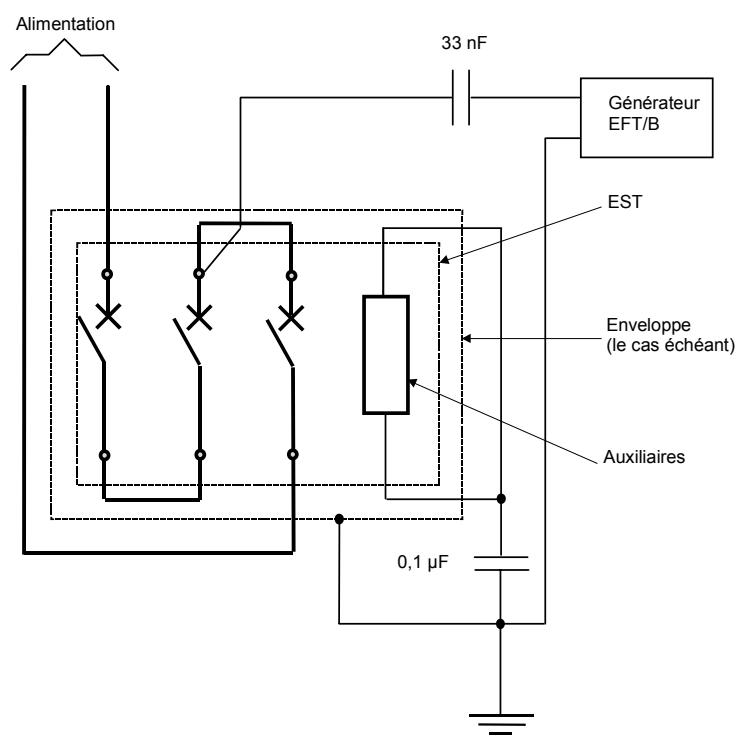 Alimentation
33 nF
Générateur
EFT/B
EST
Enveloppe
(le cas échéant)
Auxiliaires
0,1 µF